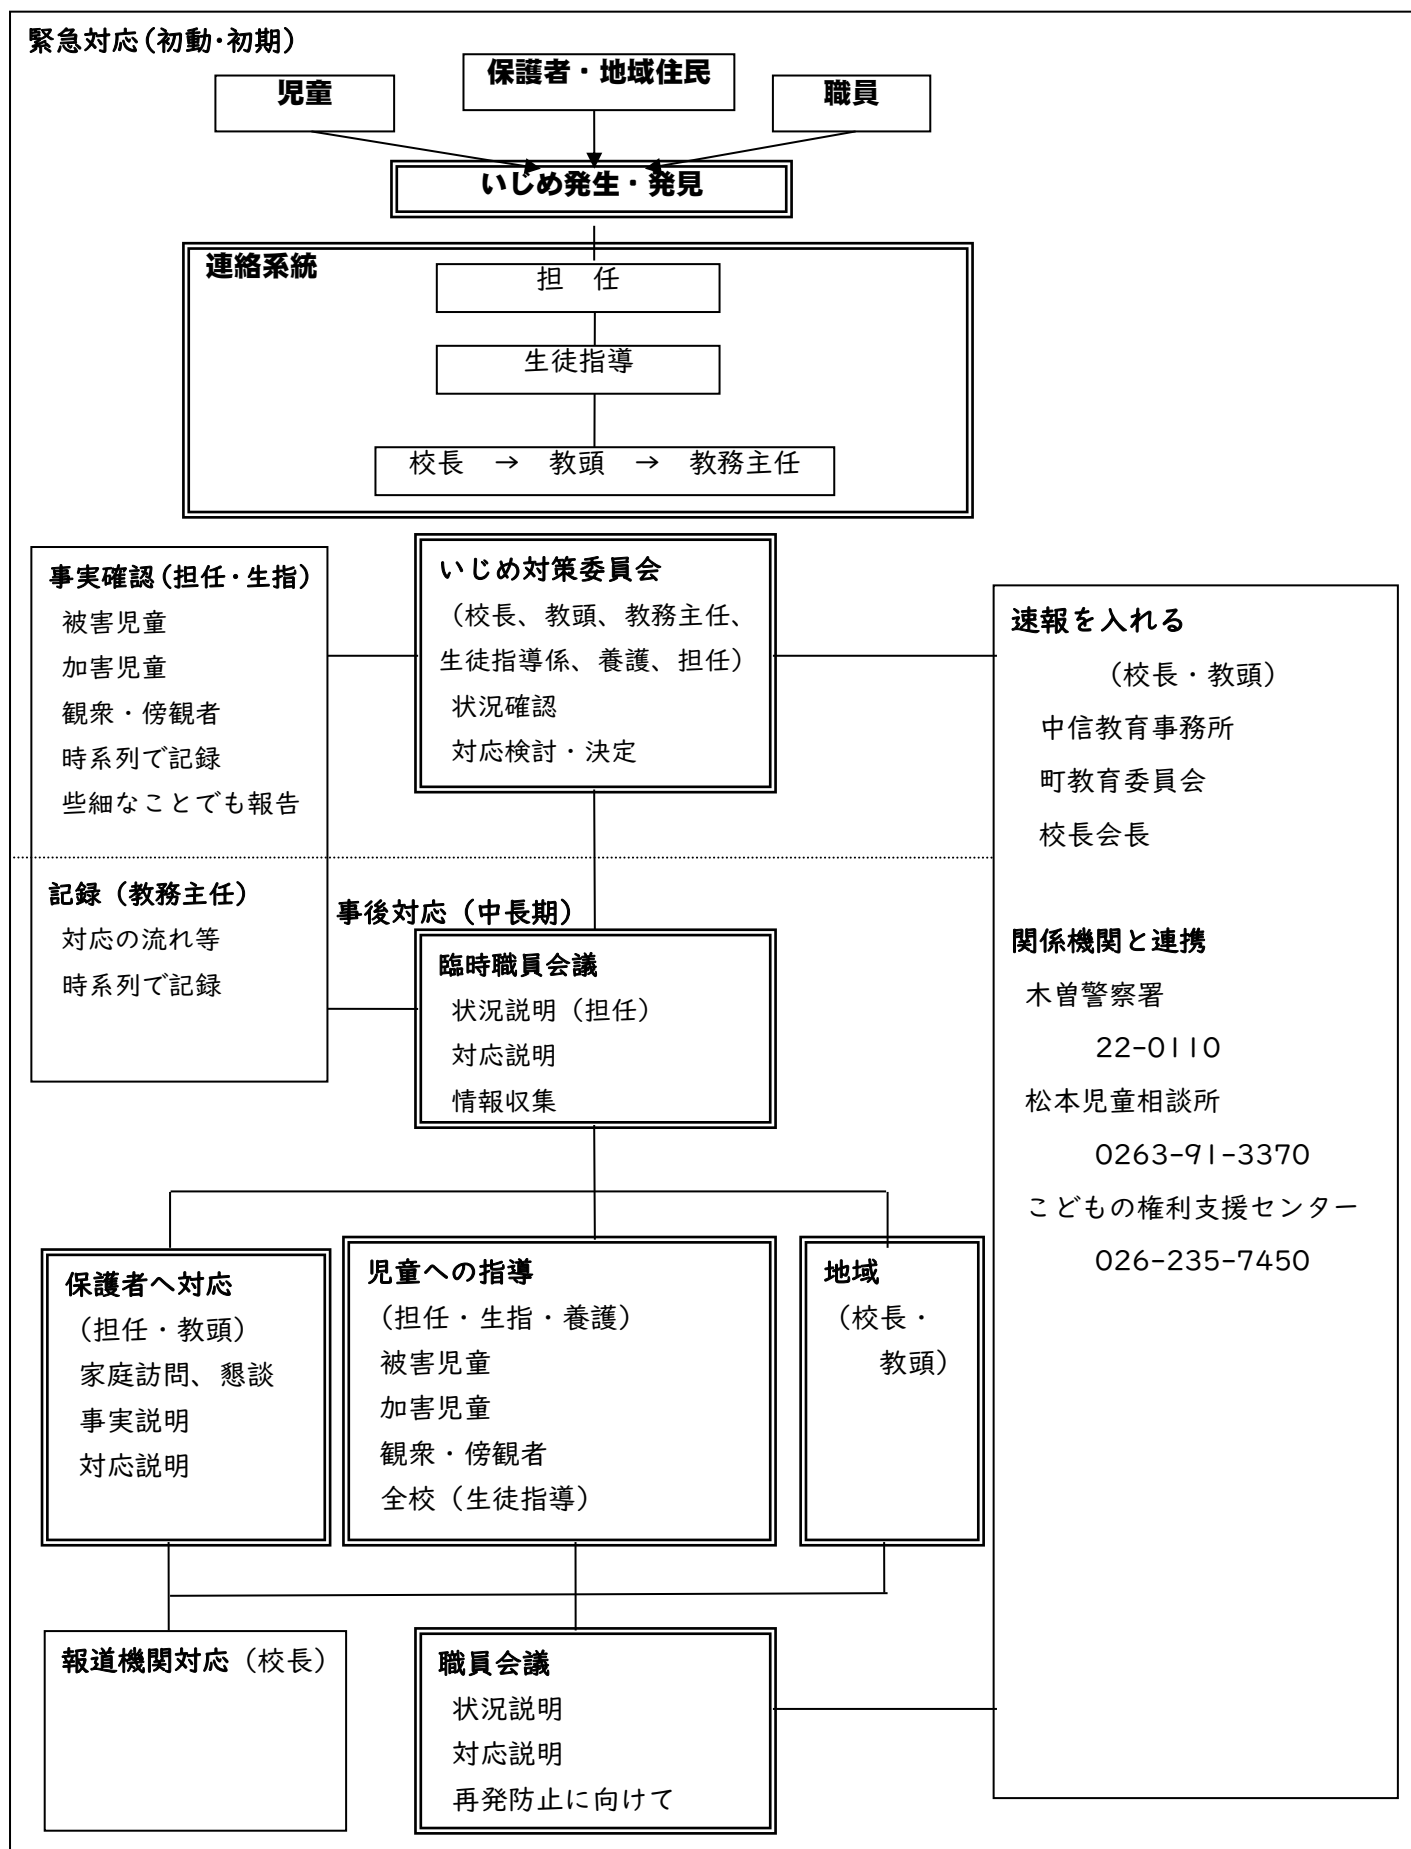 緊急対応(初動・初期)
児童
保護者・地域住民
職員
いじめ発生・発見
連絡系統
担　任
生徒指導
校長　→　教頭　→　教務主任
事実確認(担任・生指)
被害児童
加害児童
観衆・傍観者
時系列で記録
些細なことでも報告
いじめ対策委員会
(校長、教頭、教務主任、
生徒指導係、養護、担任)
状況確認
対応検討・決定
速報を入れる
(校長・教頭)
中信教育事務所
町教育委員会
校長会長
記録（教務主任）
対応の流れ等
時系列で記録
事後対応（中長期）
臨時職員会議
状況説明（担任）
対応説明
情報収集
関係機関と連携
木曽警察署
22-0110
松本児童相談所
0263-91-3370
こどもの権利支援センター
026-235-7450
保護者へ対応
(担任・教頭)
家庭訪問、懇談
事実説明
対応説明
児童への指導
(担任・生指・養護)
被害児童
加害児童
観衆・傍観者
全校（生徒指導）
地域
(校長・
教頭)
報道機関対応（校長）
職員会議
状況説明
対応説明
再発防止に向けて